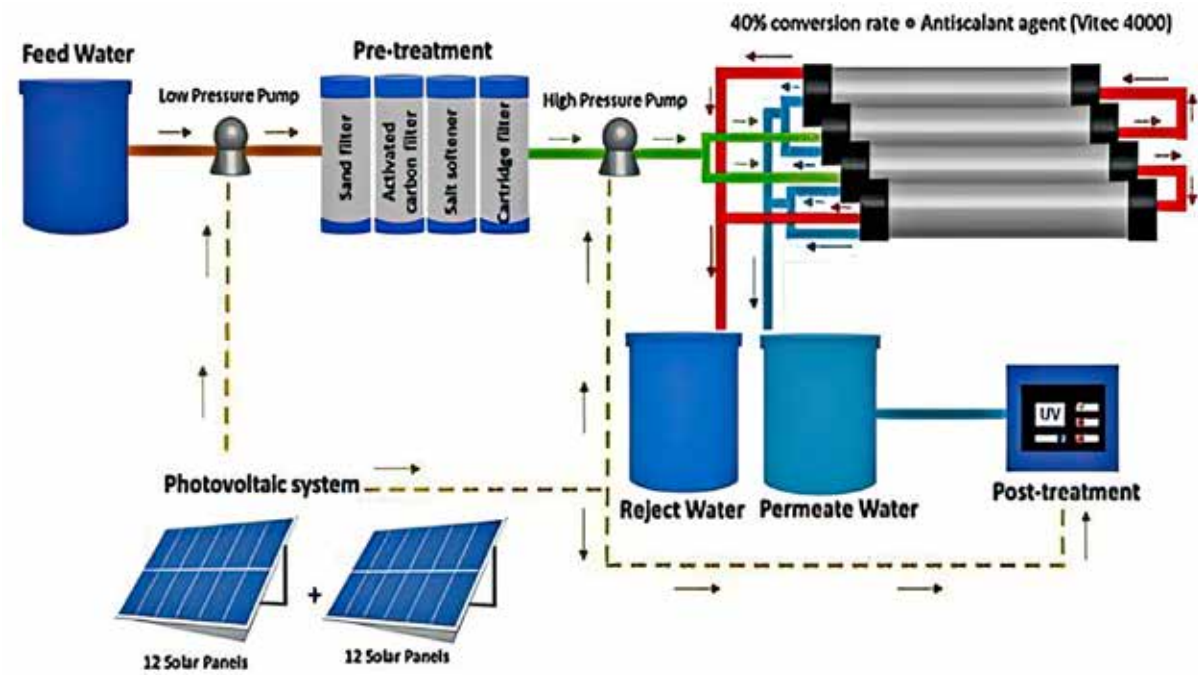 40% conversion rate • Antiscalant agent (Vitec 4000)
Feed Water
Pre-treatment
Low Pressure Pump
High Pressure Pump
Sand filter
Activated
carbon filter
Salt softener
Cartridge filter
UV
Photovoltaic system
Reject Water
Permeate Water
Post-treatment
+
12 Solar Panels
12 Solar Panels